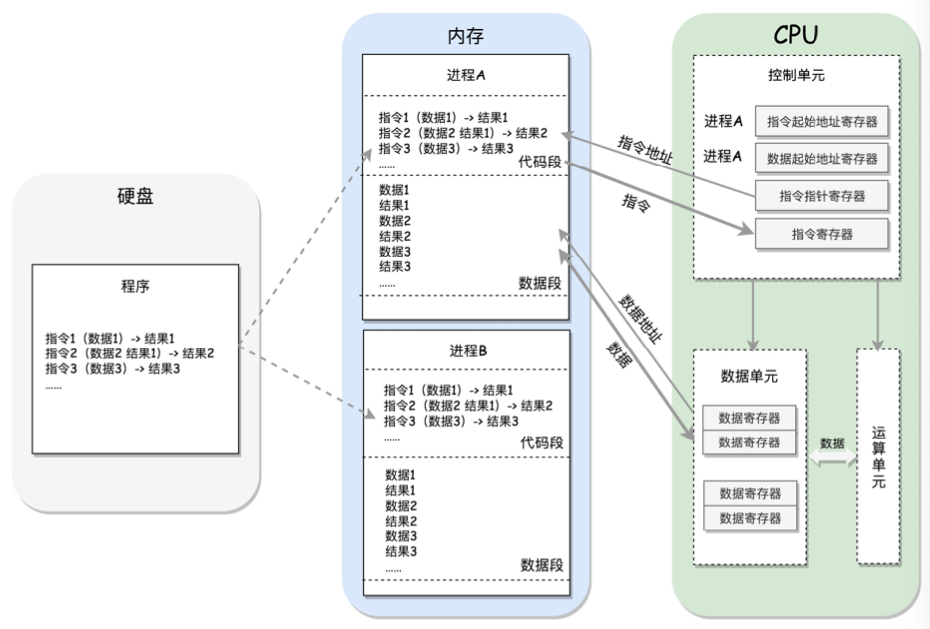 硬盘
程序
指令1（数据1）-> 结果1
指令2（数据2 结果1）-> 结果2
指令3（数据3）-> 结果3
......
内存
进程A
指令1（数据1）-> 结果1
指令2（数据2 结果1）-> 结果2
指令3（数据3）-> 结果3
......
代码段
数据1
结果1
数据2
结果2
数据3
结果3
......
数据段
进程B
指令1（数据1）-> 结果1
指令2（数据2 结果1）-> 结果2
指令3（数据3）-> 结果3
......
代码段
数据1
结果1
数据2
结果2
数据3
结果3
......
数据段
指令地址
指令
数据地址
数据
CPU
控制单元
进程A 指令起始地址寄存器
进程A 数据起始地址寄存器
指令指针寄存器
指令寄存器
数据单元
数据寄存器
数据寄存器
数据寄存器
数据寄存器
数据
运算单元